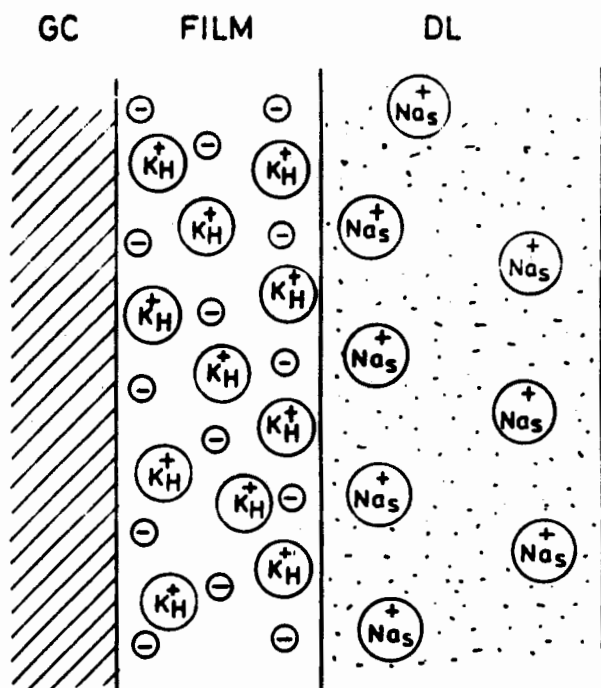 GC FILM DL
− − Na⁺s
−
K⁺H K⁺H
K⁺H Na⁺s
− −
Na⁺s
K⁺H
K⁺H −
K⁺H − Na⁺s
−
K⁺H Na⁺s
−
K⁺H
K⁺H − Na⁺s
−
K⁺H Na⁺s
K⁺H −
Na⁺s
− −